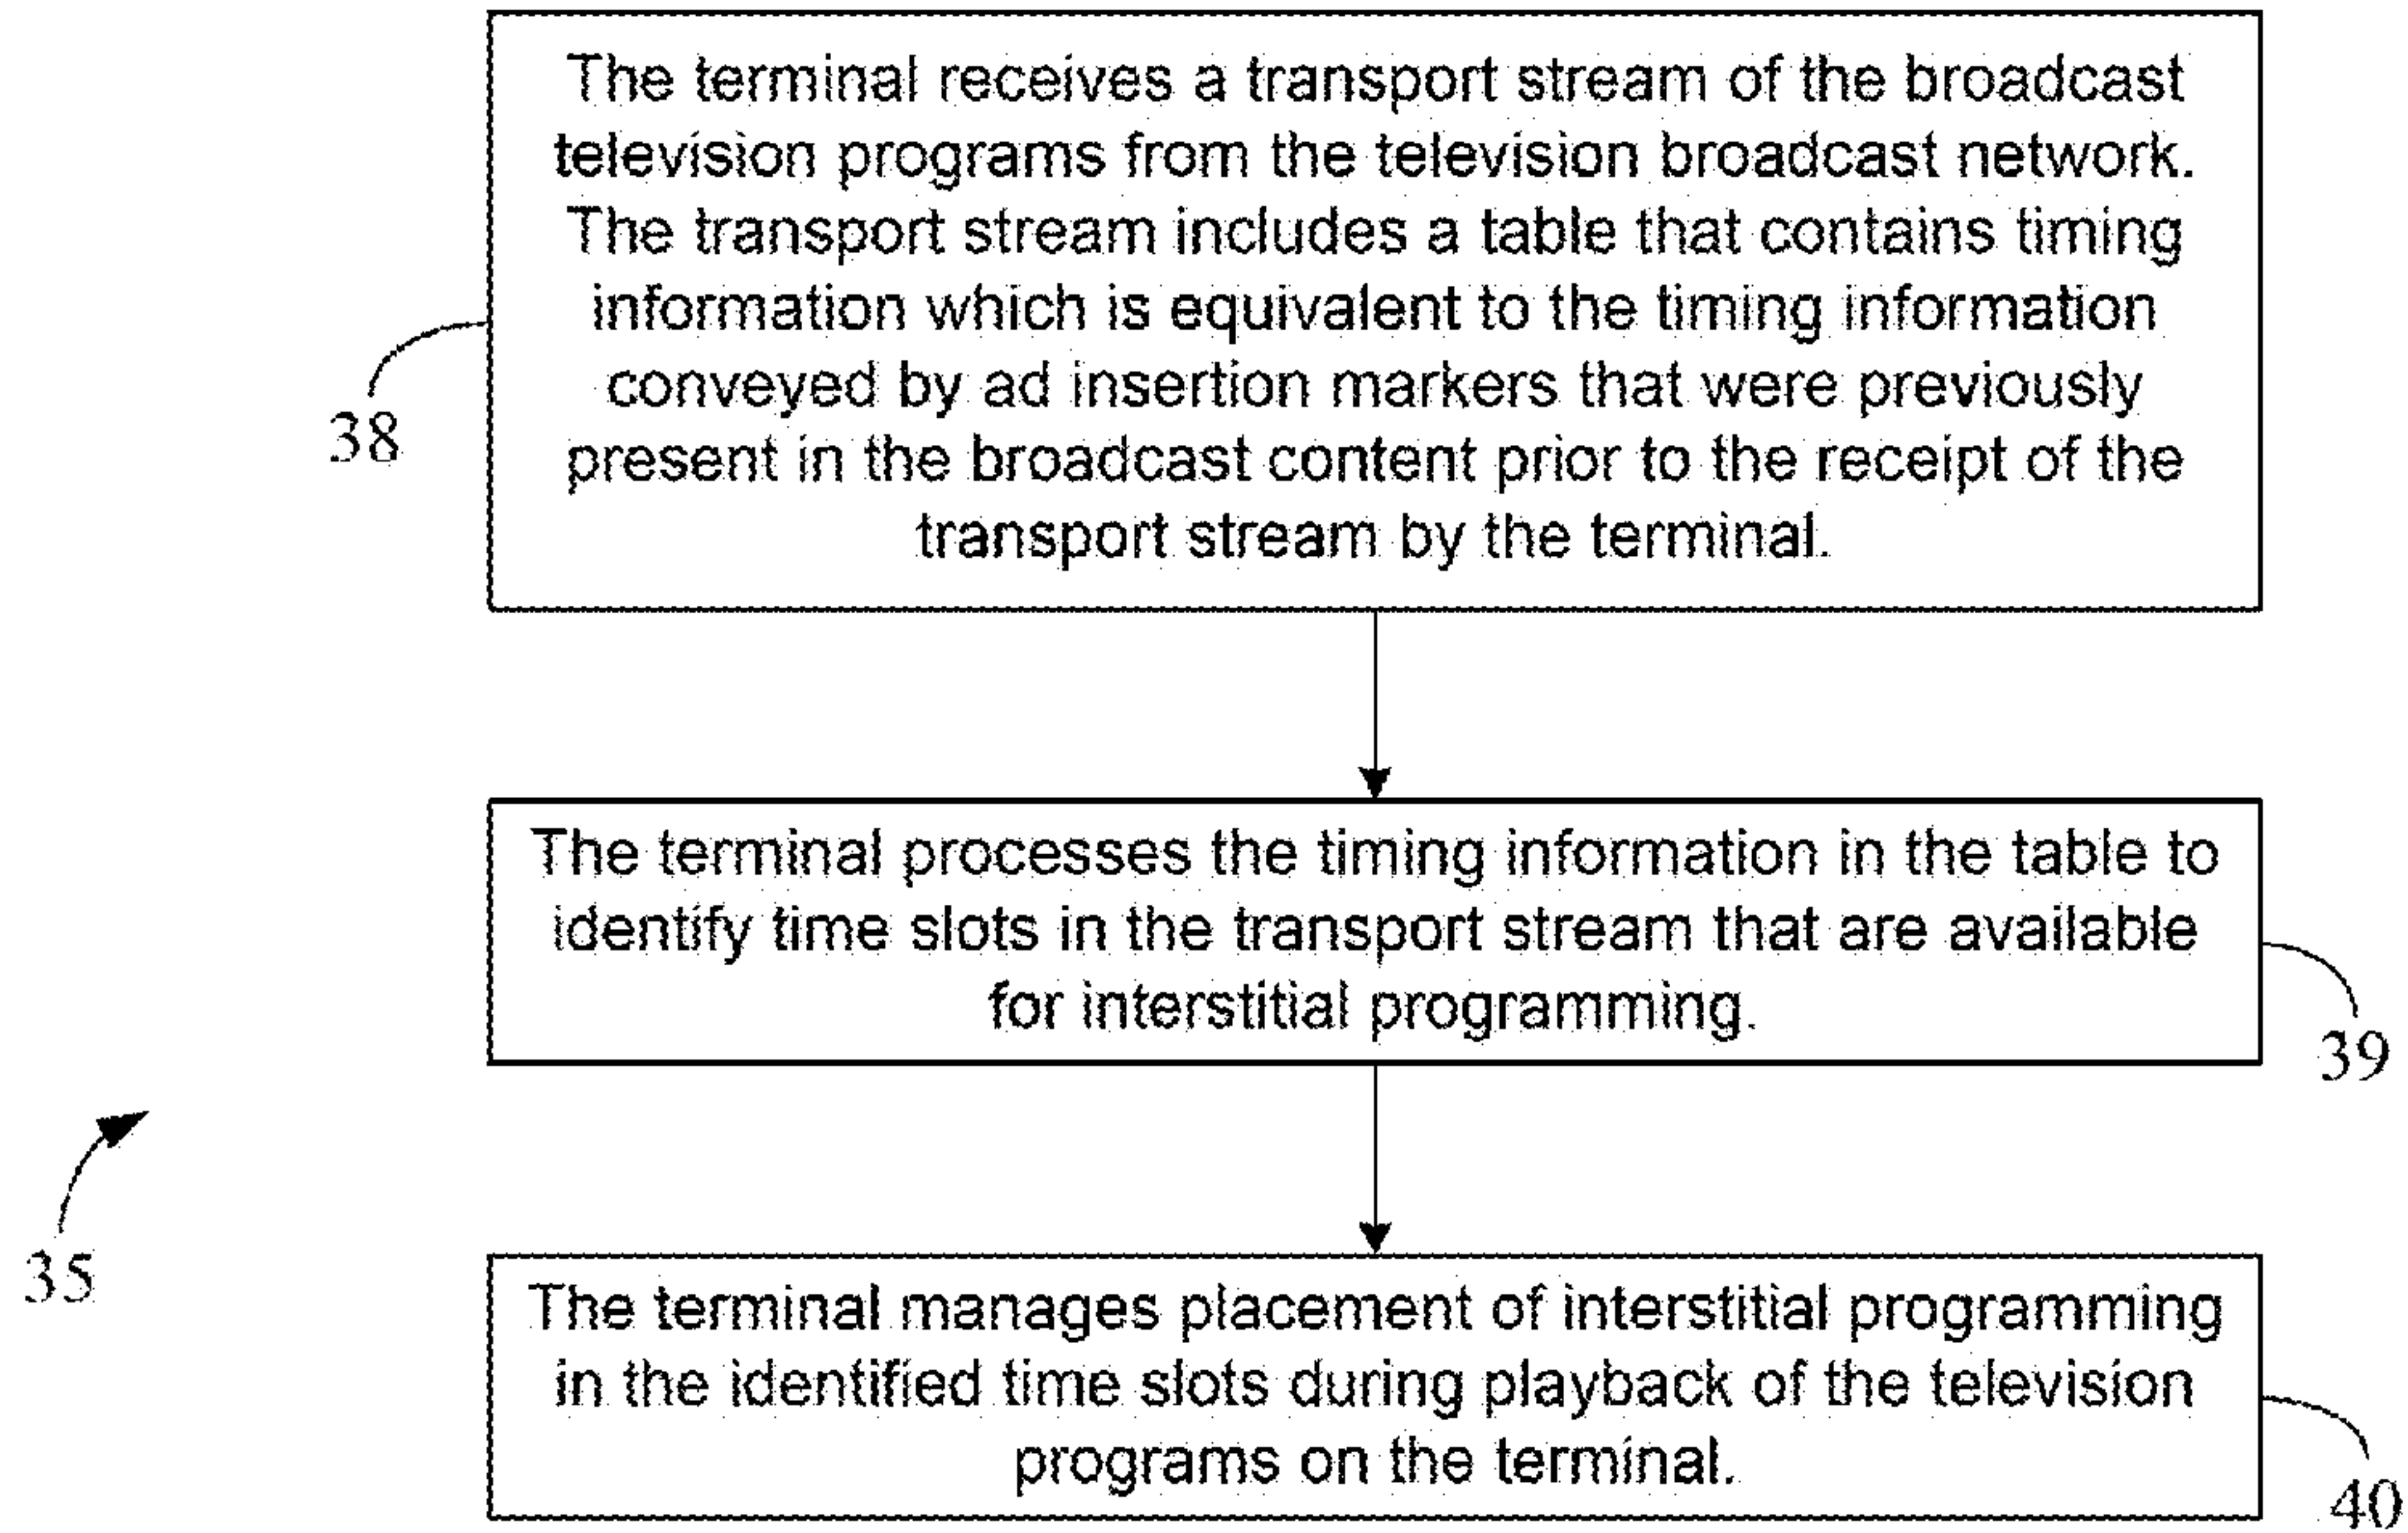 The terminal receives a transport stream of the broadcast
television programs from the television broadcast network.
The transport stream includes a table that contains timing
information which is equivalent to the timing information
conveyed by ad insertion markers that were previously
present in the broadcast content prior to the receipt of the
transport stream by the terminal.
38
The terminal processes the timing information in the table to
identify time slots in the transport stream that are available
for interstitial programming.
39
35
The terminal manages placement of interstitial programming
in the identified time slots during playback of the television
programs on the terminal.
40